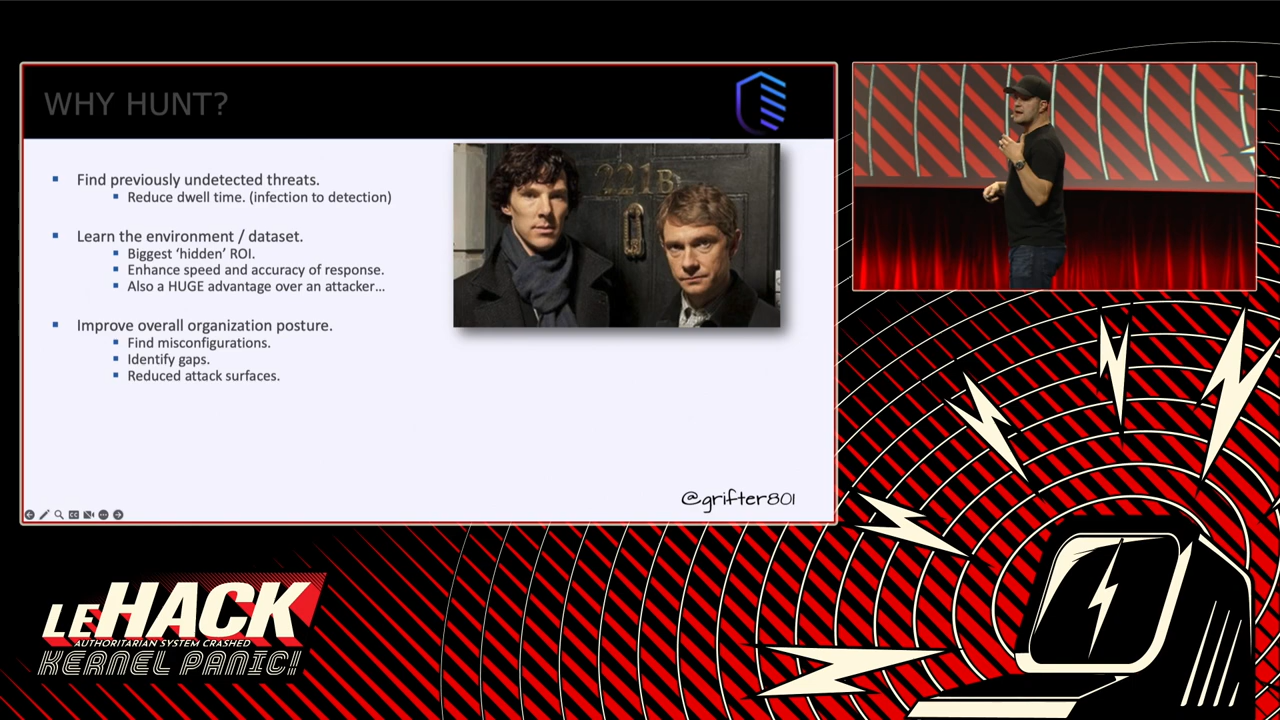 WHY HUNT?
Find previously undetected threats.
Reduce dwell time. (infection to detection)
Learn the environment / dataset.
Biggest ‘hidden’ ROI.
Enhance speed and accuracy of response.
Also a HUGE advantage over an attacker…
Improve overall organization posture.
Find misconfigurations.
Identify gaps.
Reduced attack surfaces.
221B
@grifter801
LEHACK
AUTHORITARIAN SYSTEM CRASHED
KERNEL PANIC!